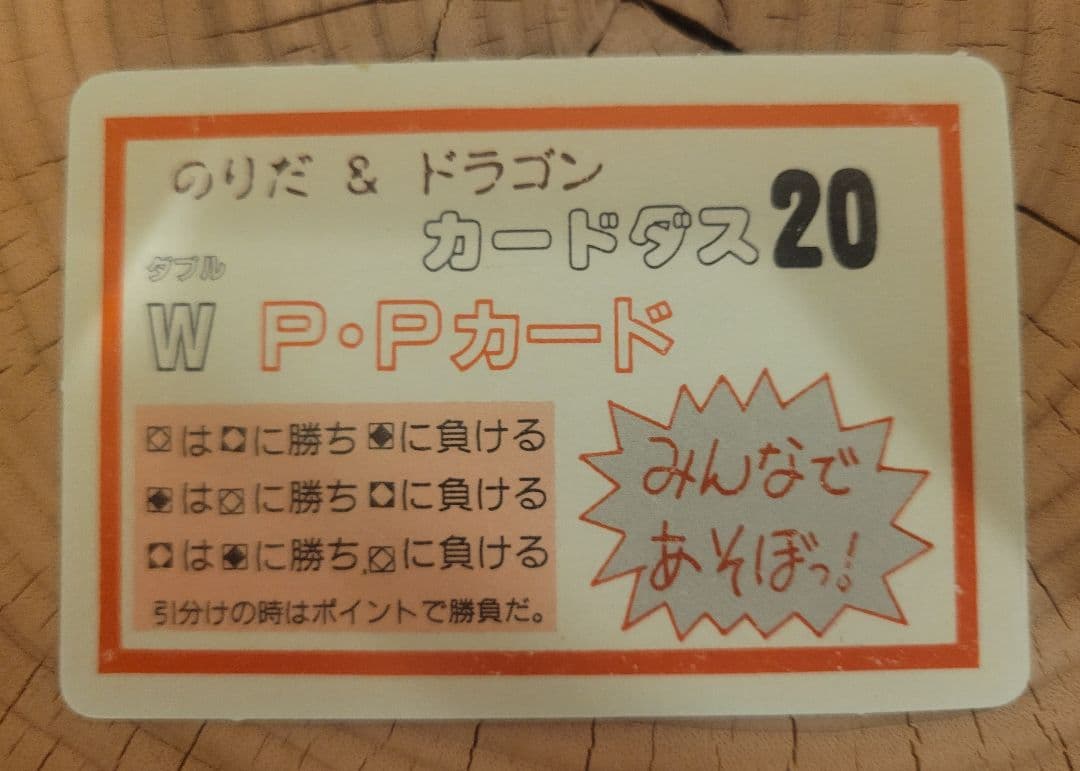 のりだ & ドラゴン
カードダス20
ダブル
W P・Pカード
は に勝ち に負ける
は に勝ち に負ける
は に勝ち に負ける
引分けの時はポイントで勝負だ。
みんなで
あそぼっ!